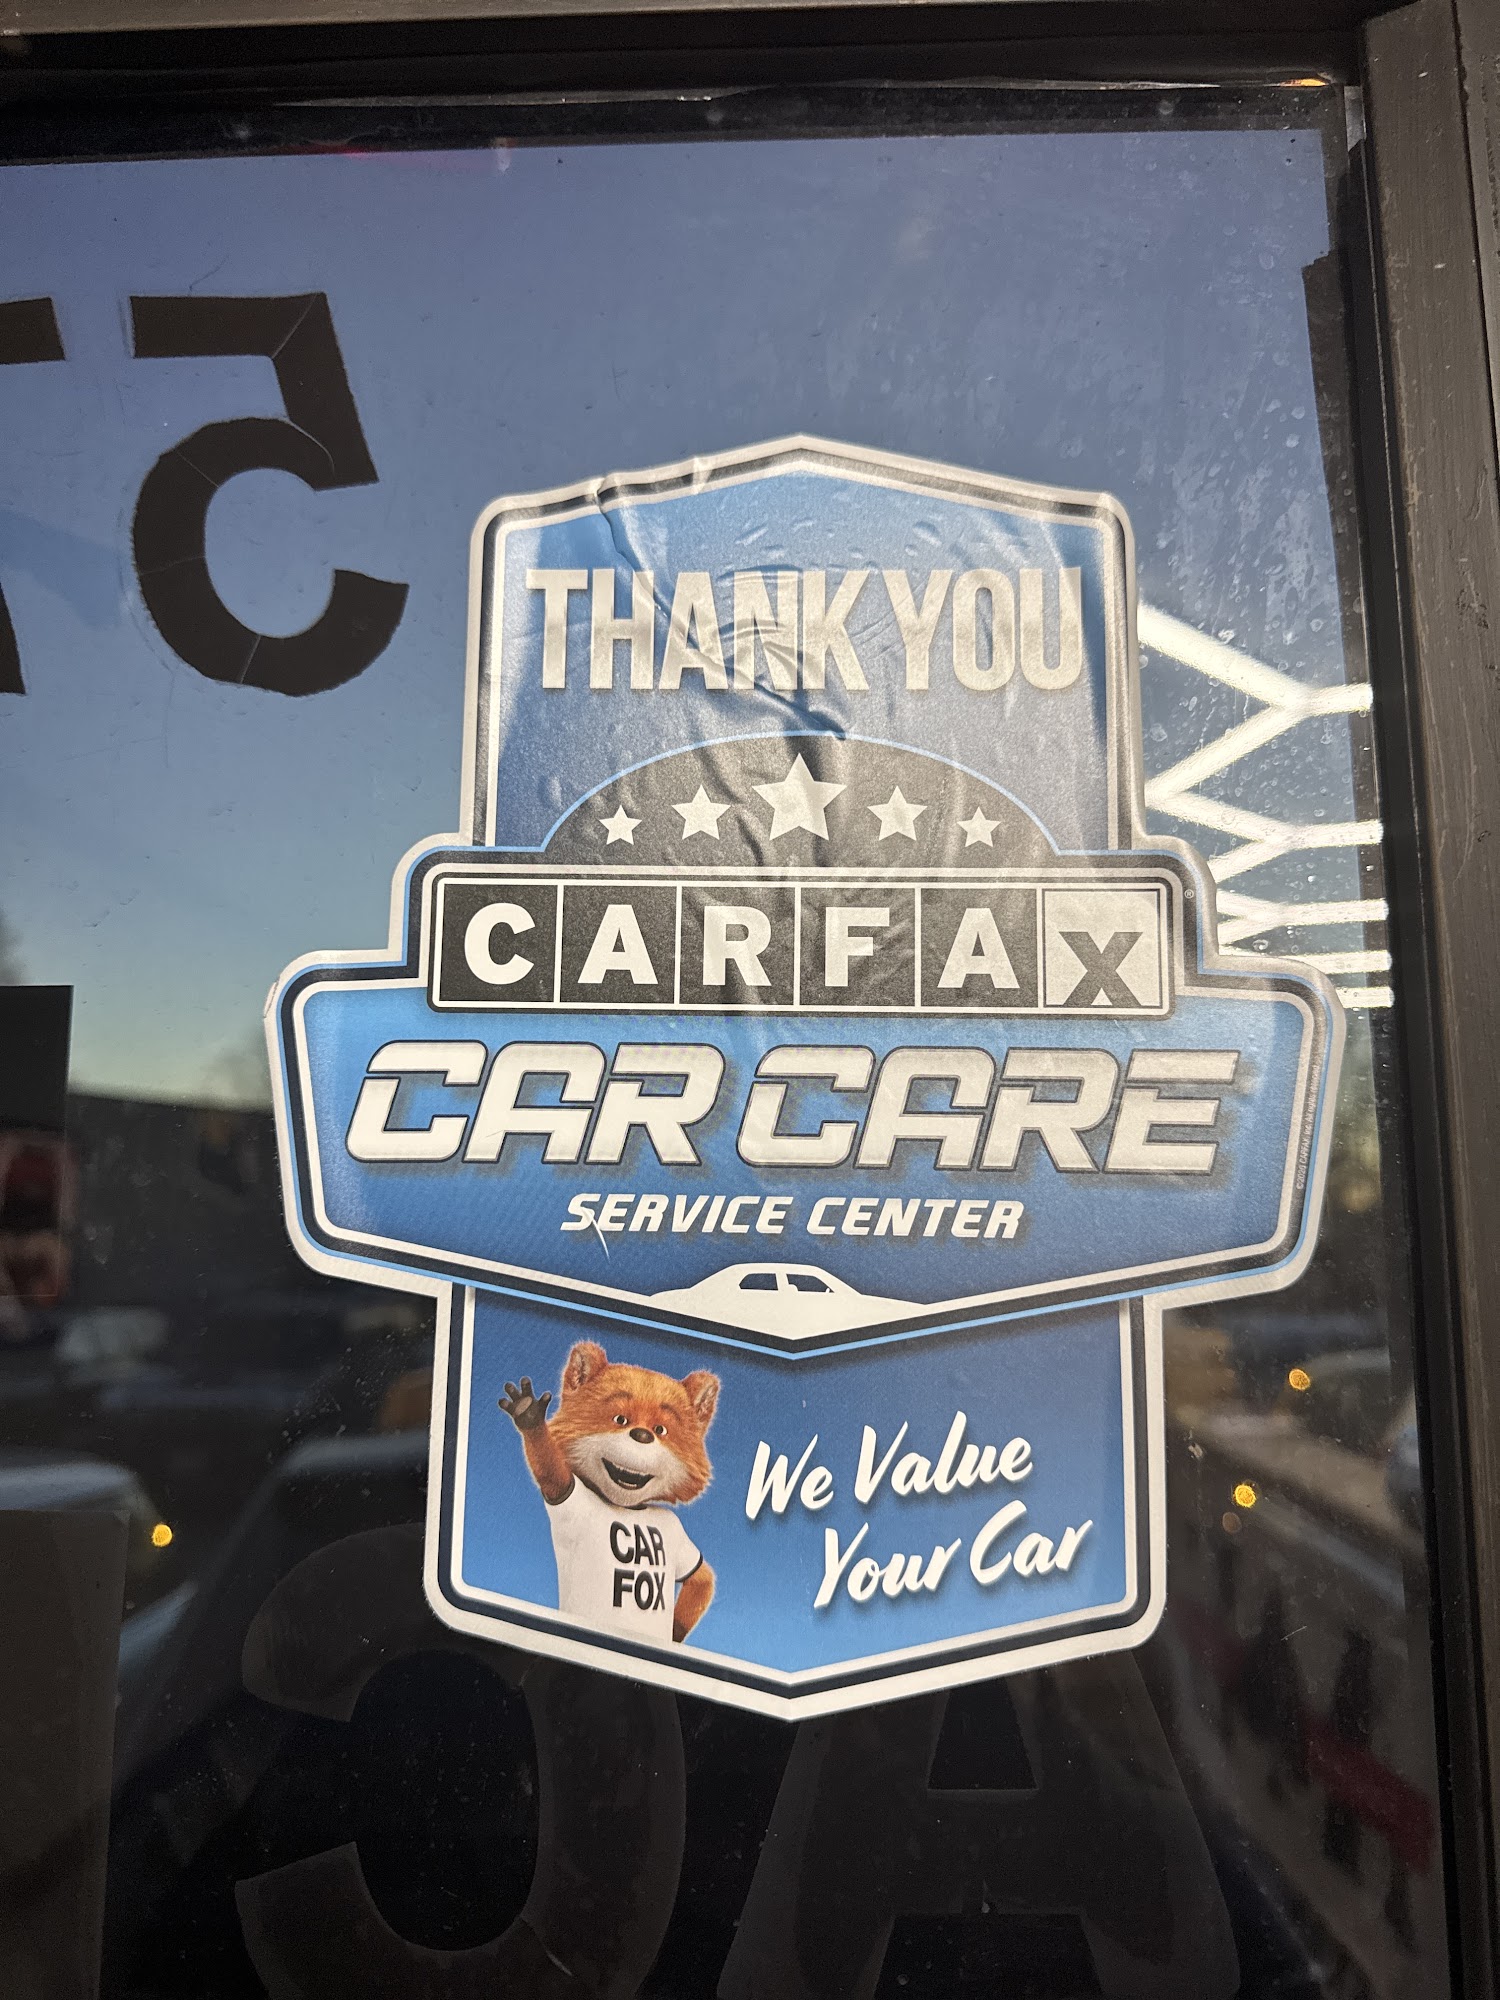 THANK YOU
CARFAX
CAR CARE
SERVICE CENTER
CAR
FOX
We Value
Your Car